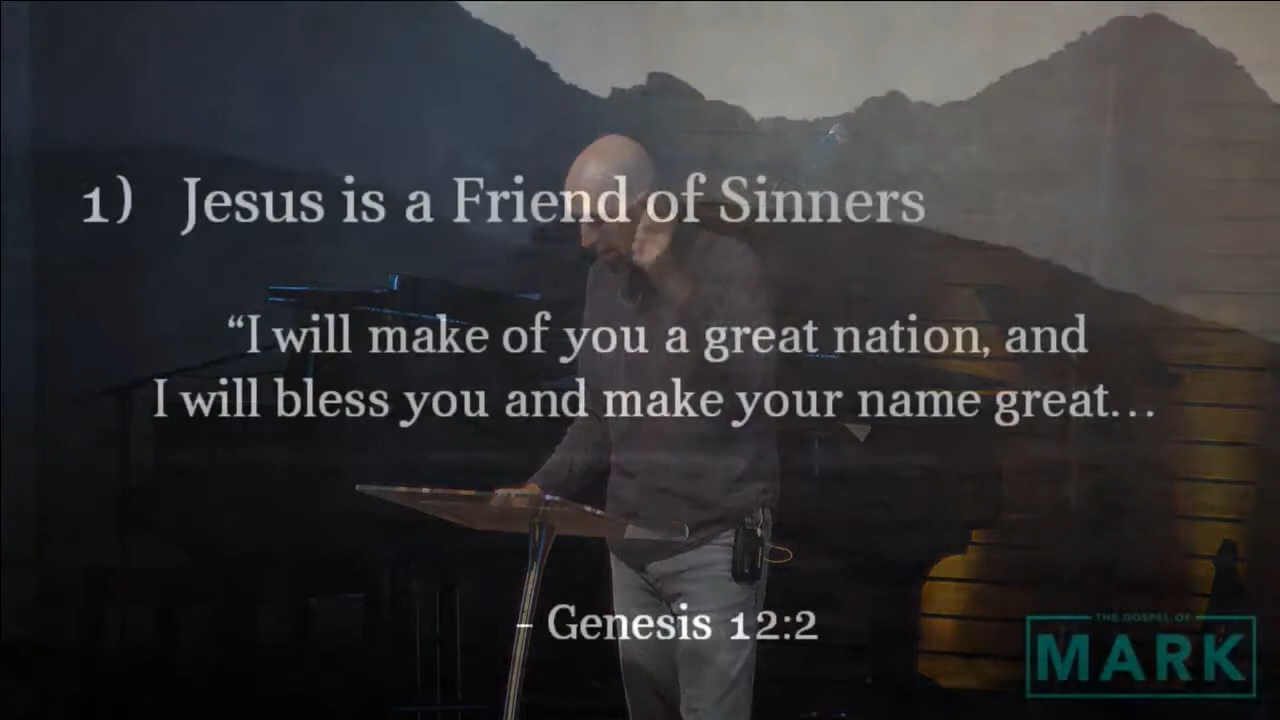 1) Jesus is a Friend of Sinners
“I will make of you a great nation, and
I will bless you and make your name great…
- Genesis 12:2
THE GOSPEL OF
MARK